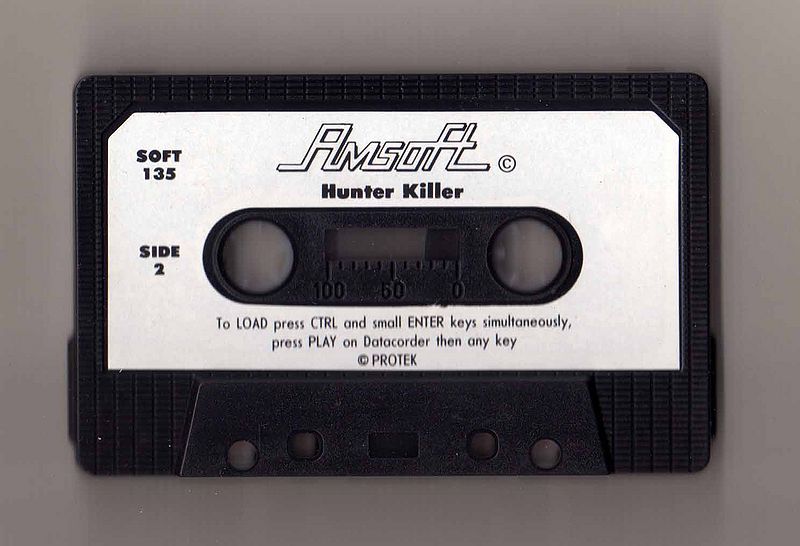 Amsoft ©
SOFT
135
Hunter Killer
SIDE
2
100 50 0
To LOAD press CTRL and small ENTER keys simultaneously,
press PLAY on Datacorder then any key
© PROTEK